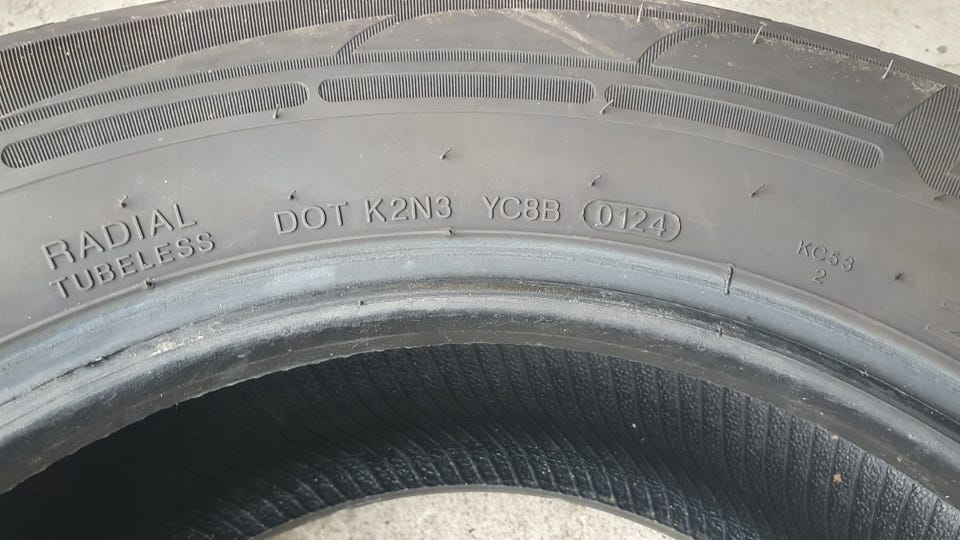 RADIAL
TUBELESS
DOT K2N3 YC8B 0124
KC53
2